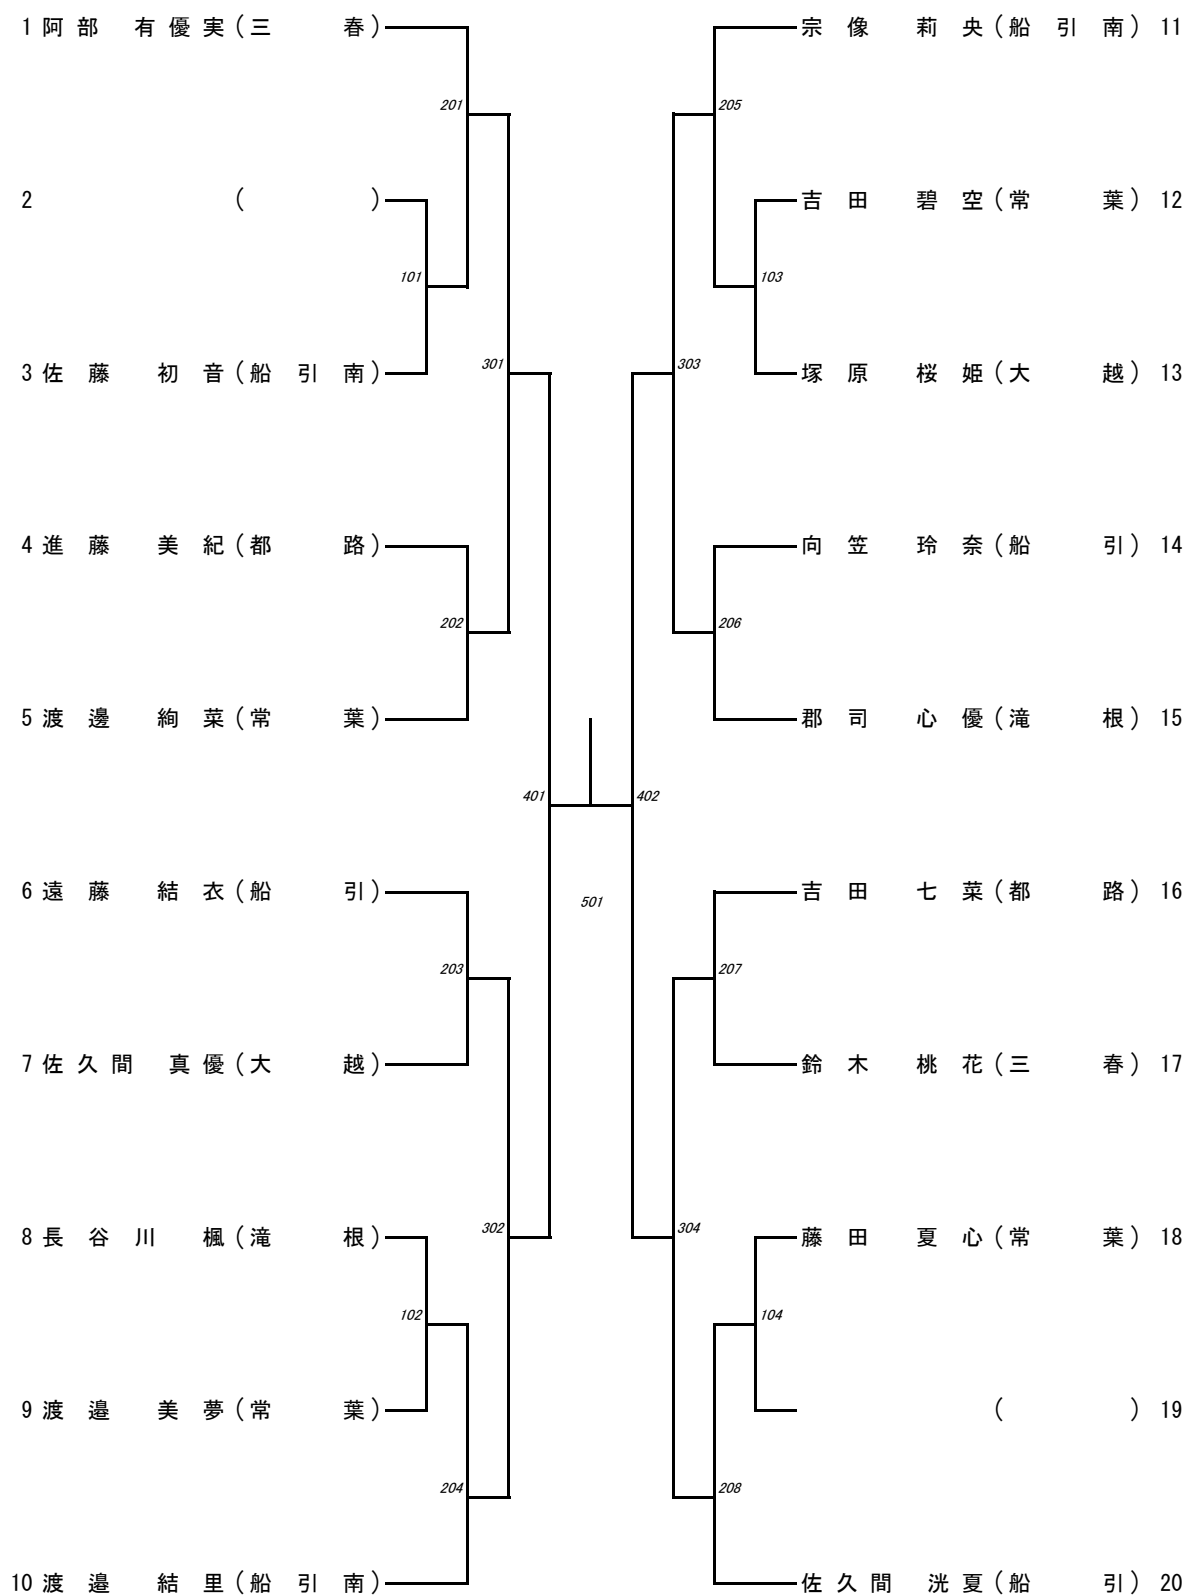 1 阿部 有優実(三 春)
宗像 莉央(船引南) 11
201
205
2 ( )
吉田 碧空(常 葉) 12
101
103
3 佐藤 初音(船引南)
301
303
塚原 桜姫(大 越) 13
4 進藤 美紀(都 路)
向笠 玲奈(船 引) 14
202
206
5 渡邊 絢菜(常 葉)
郡司 心優(滝 根) 15
401
402
6 遠藤 結衣(船 引)
501
吉田 七菜(都 路) 16
203
207
7 佐久間 真優(大 越)
鈴木 桃花(三 春) 17
8 長谷川 楓(滝 根)
302
304
藤田 夏心(常 葉) 18
102
104
9 渡邉 美夢(常 葉)
( ) 19
204
208
10 渡邉 結里(船引南)
佐久間 洸夏(船 引) 20